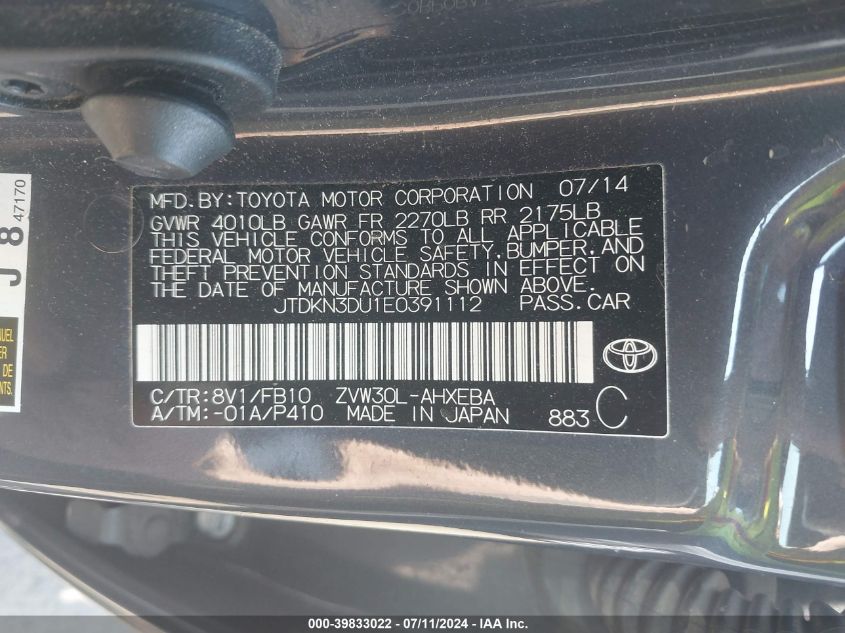 MFD.BY:TOYOTA MOTOR CORPORATION 07/14
GVWR 4010LB GAWR FR 2270LB RR 2175LB
THIS VEHICLE CONFORMS TO ALL APPLICABLE
FEDERAL MOTOR VEHICLE SAFETY,BUMPER,AND
THEFT PREVENTION STANDARDS IN EFFECT ON
THE DATE OF MANUFACTURE SHOWN ABOVE.
JTDKN3DU1E0391112 PASS.CAR
C/TR:8V1/FB10 ZVW30L-AHXEBA
A/TM:-01A/P410 MADE IN JAPAN 883 C
J 8
47170
DE
000-39833022 - 07/11/2024 - IAA Inc.